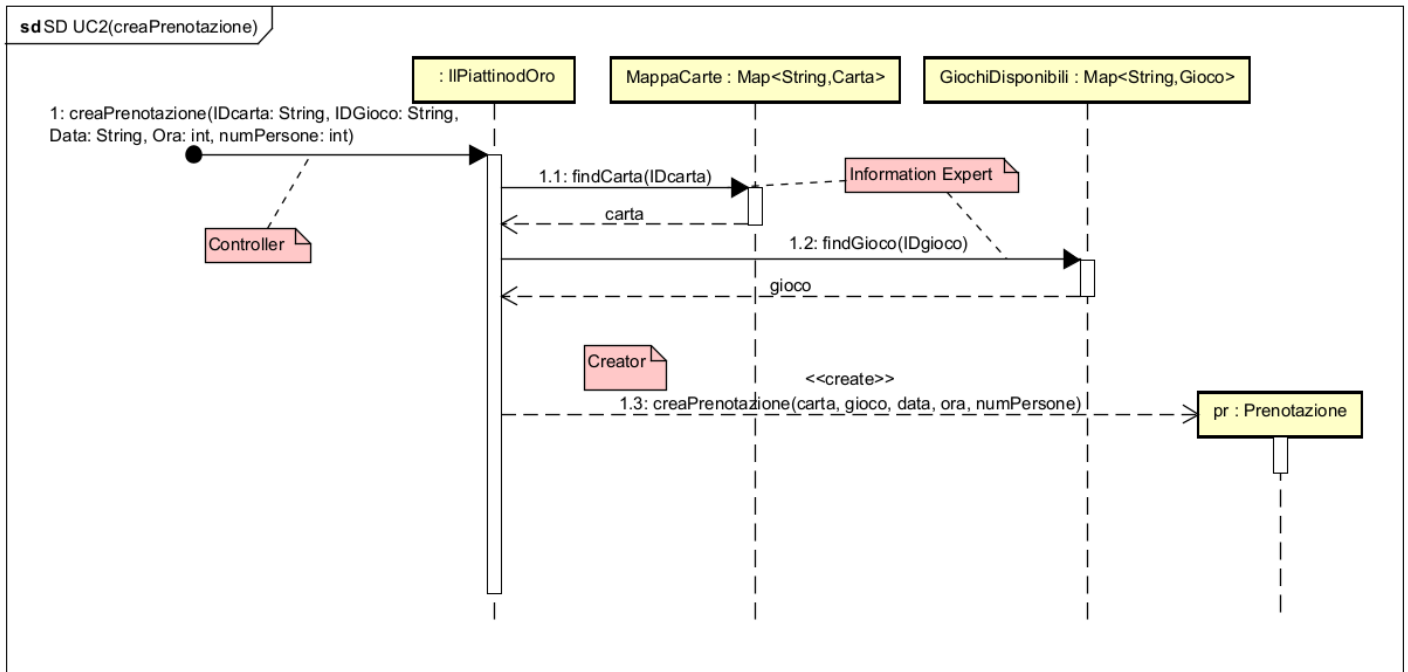 sd SD UC2(creaPrenotazione)
: IlPiattinodOro
MappaCarte : Map<String,Carta>
GiochiDisponibili : Map<String,Gioco>
1: creaPrenotazione(IDcarta: String, IDGioco: String,
Data: String, Ora: int, numPersone: int)
1.1: findCarta(IDcarta)
Information Expert
carta
Controller
1.2: findGioco(IDgioco)
gioco
Creator
<<create>>
1.3: creaPrenotazione(carta, gioco, data, ora, numPersone)
pr : Prenotazione